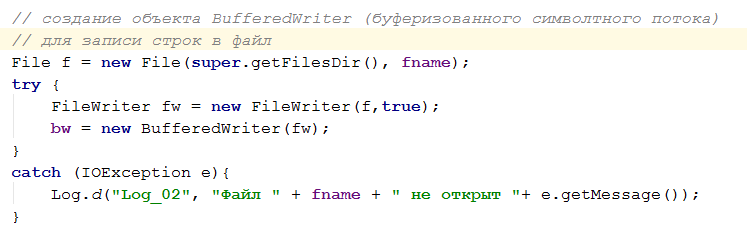 // создание объекта BufferedWriter (буферизованного символтного потока)
// для записи строк в файл
File f = new File(super.getFilesDir(), fname);
try {
    FileWriter fw = new FileWriter(f,true);
    bw = new BufferedWriter(fw);
}
catch (IOException e){
    Log.d("Log_02", "Файл " + fname + " не открыт "+ e.getMessage());
}